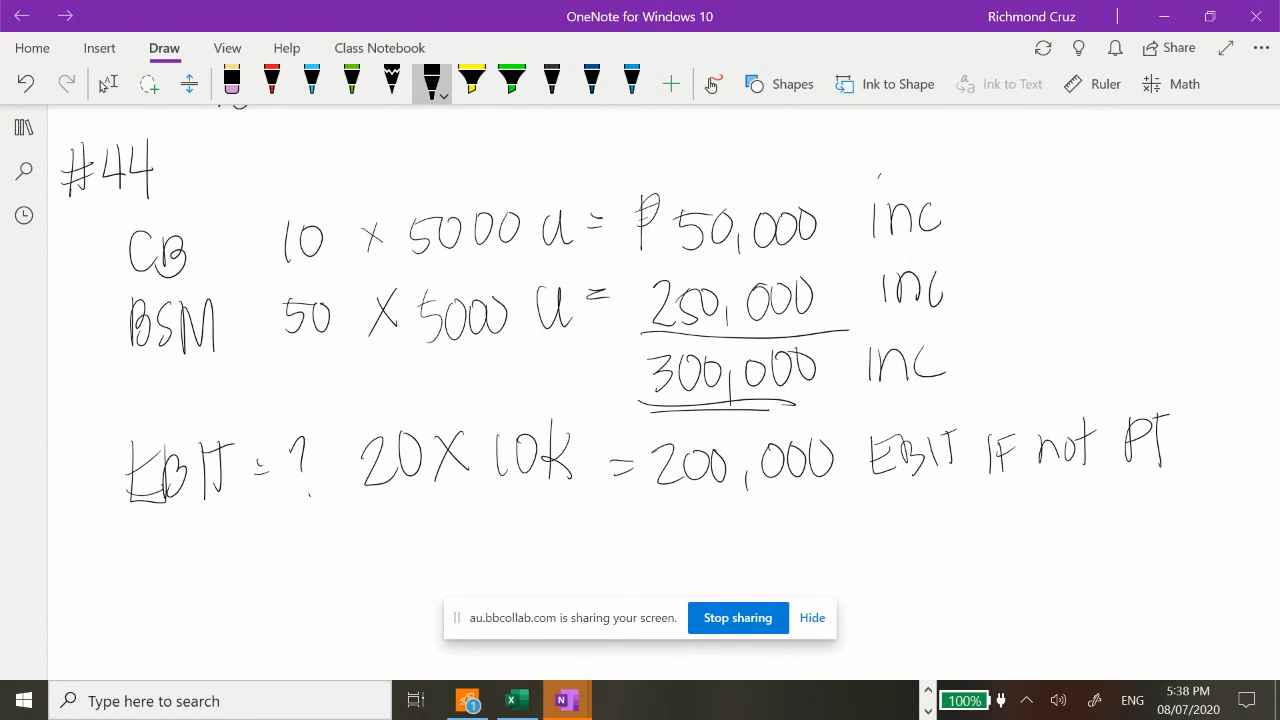 OneNote for Windows 10
Richmond Cruz
Home Insert Draw View Help Class Notebook Share
Shapes Ink to Shape Ink to Text Ruler Math
#44
CB 10 x 5000 u = ₱50,000 inc
BSM 50 x 5000 u = 250,000 inc
300,000 inc
EBIT = ? 20 x 10k = 200,000 EBIT IF not PT
au.bbcollab.com is sharing your screen. Stop sharing Hide
Type here to search
1
100%
ENG
5:38 PM
08/07/2020